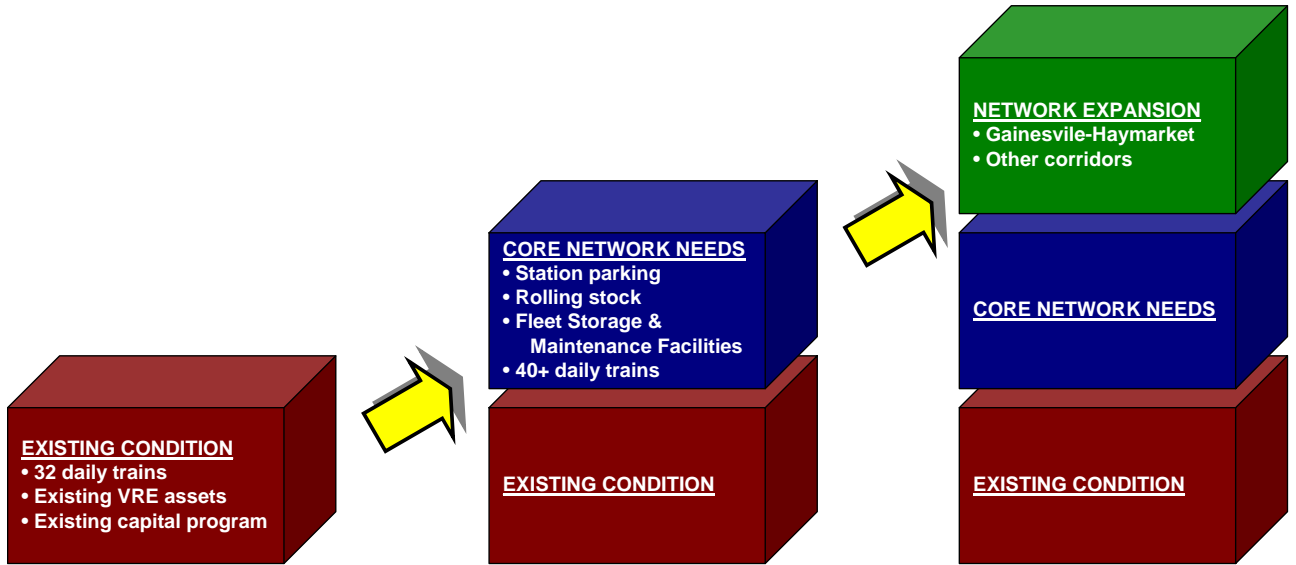 EXISTING CONDITION
• 32 daily trains
• Existing VRE assets
• Existing capital program
CORE NETWORK NEEDS
• Station parking
• Rolling stock
• Fleet Storage &
Maintenance Facilities
• 40+ daily trains
EXISTING CONDITION
NETWORK EXPANSION
• Gainesvile-Haymarket
• Other corridors
CORE NETWORK NEEDS
EXISTING CONDITION